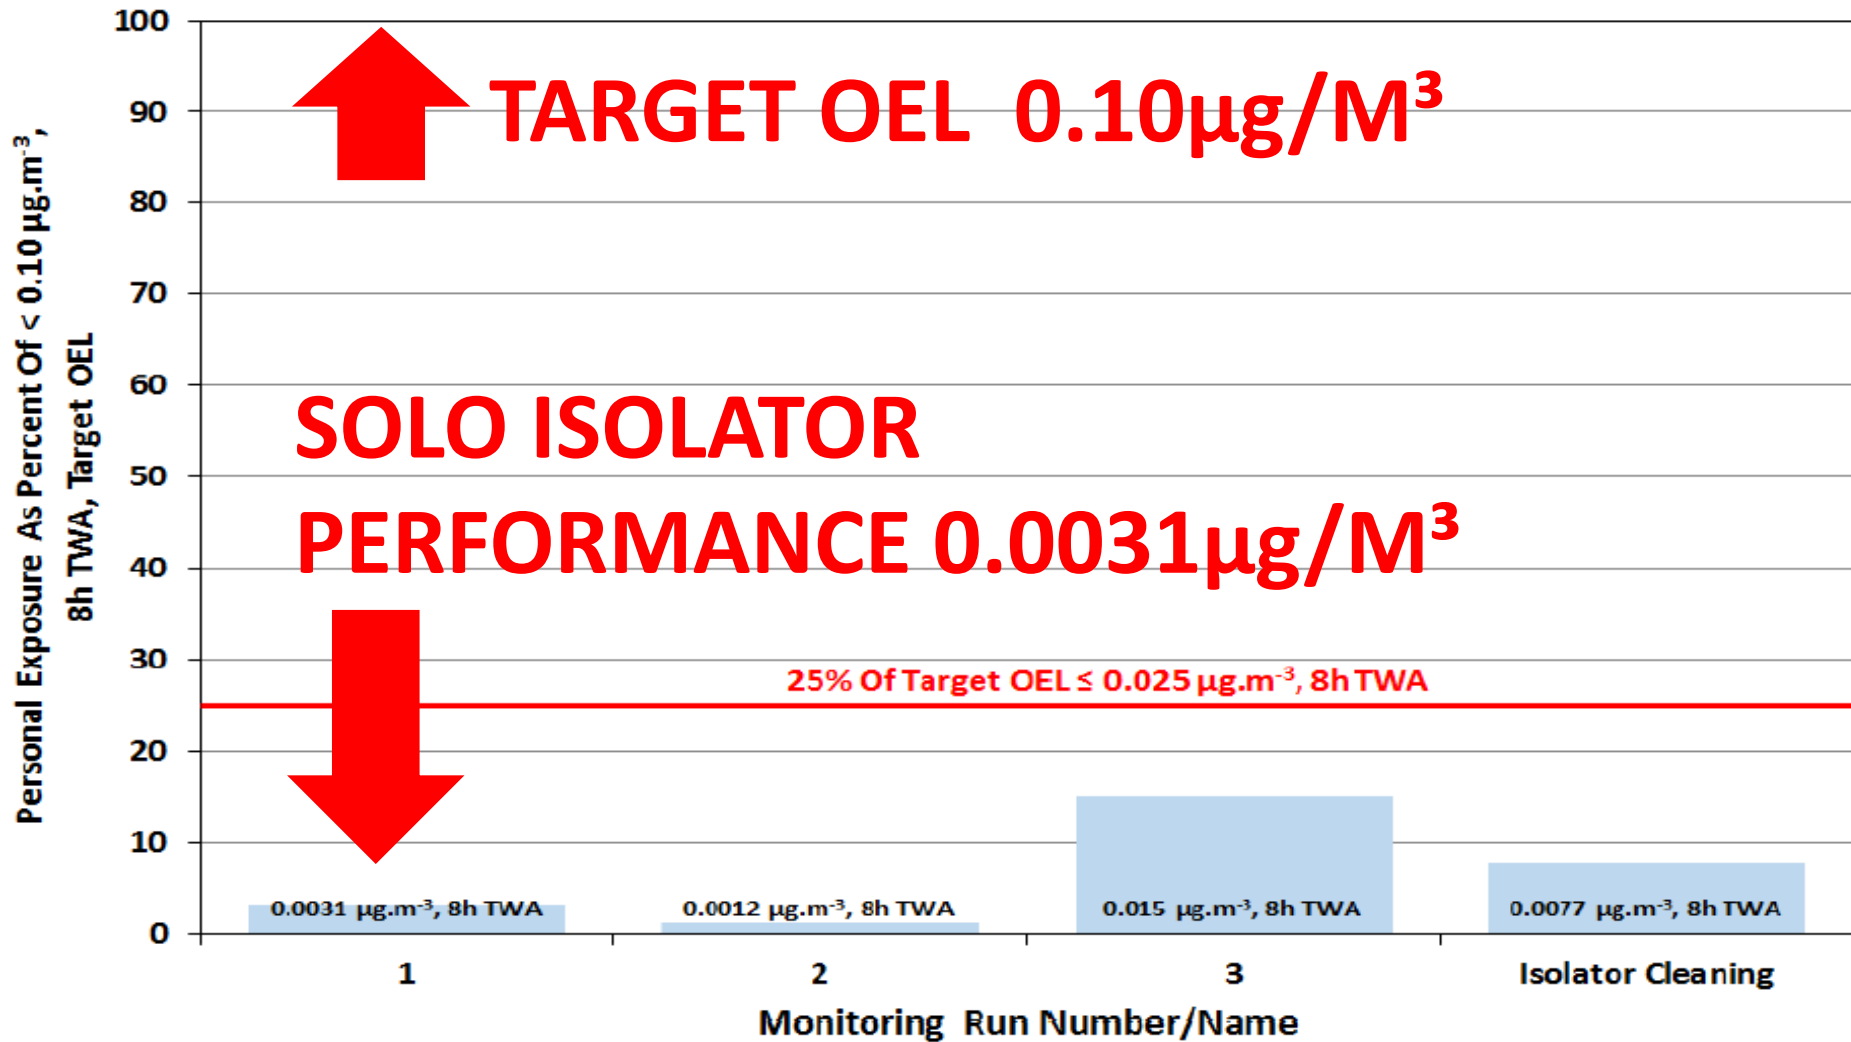 Personal Exposure As Percent Of < 0.10 µg.m⁻³,
8h TWA, Target OEL
100
90
80
70
60
50
40
30
20
10
0
TARGET OEL 0.10µg/M³
SOLO ISOLATOR
PERFORMANCE 0.0031µg/M³
25% Of Target OEL ≤ 0.025 µg.m⁻³, 8h TWA
0.0031 µg.m⁻³, 8h TWA
0.0012 µg.m⁻³, 8h TWA
0.015 µg.m⁻³, 8h TWA
0.0077 µg.m⁻³, 8h TWA
1
2
3
Isolator Cleaning
Monitoring Run Number/Name